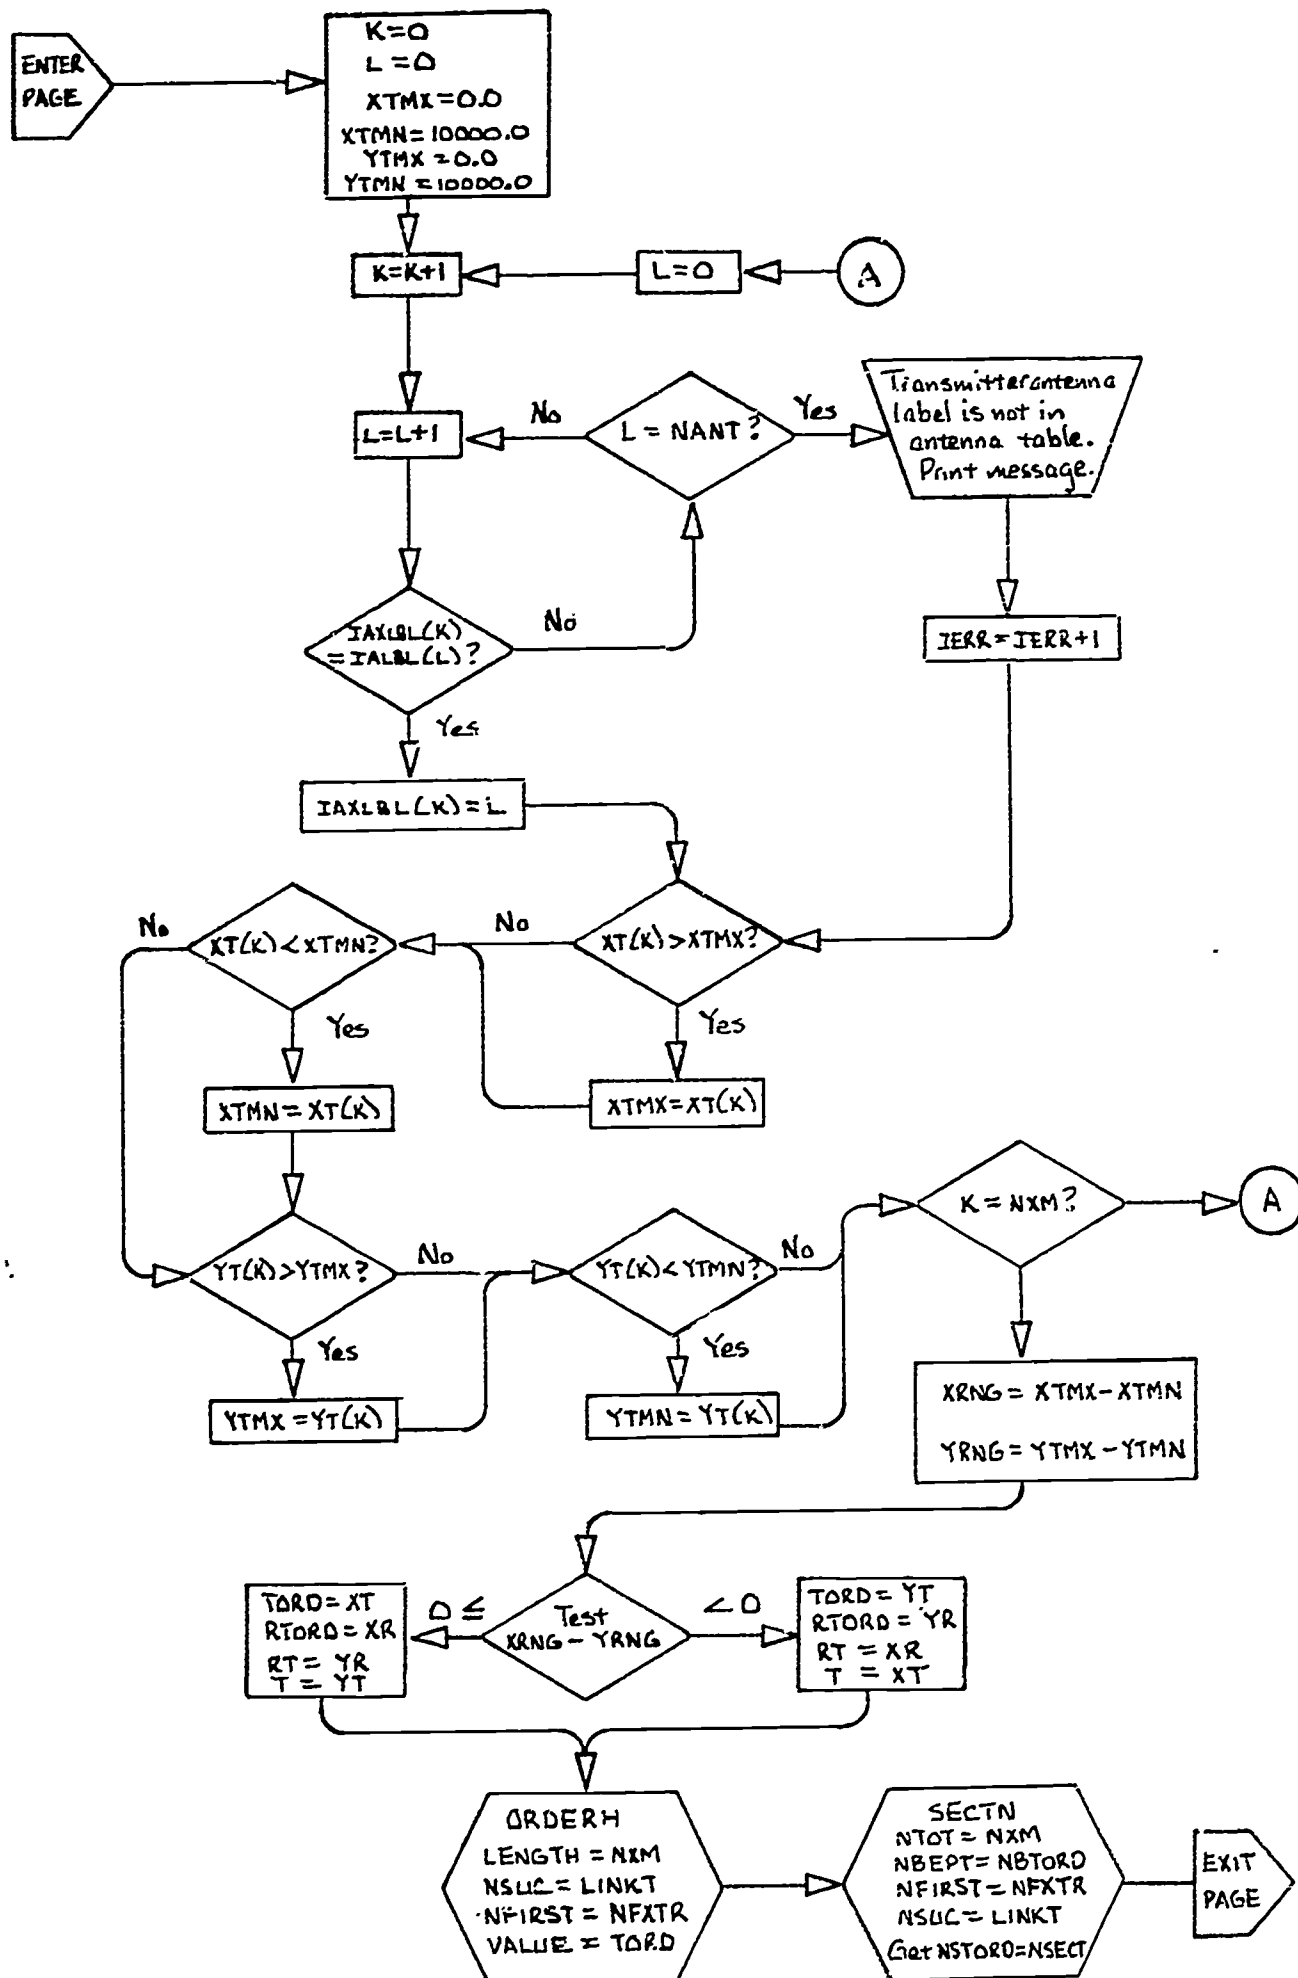 ENTER
PAGE
K=0
L=0
XTMX=0.0
XTMN=10000.0
YTMX=0.0
YTMN=10000.0
K=K+1
L=0
A
L=L+1
No
L = NANT?
Yes
Transmitter antenna
label is not in
antenna table.
Print message.
IAXLBL(K)
=IALBL(L)?
No
IERR=IERR+1
Yes
IAXLBL(K)=L
No
XT(K)<XTMN?
No
XT(K)>XTMX?
Yes
Yes
XTMN=XT(K)
XTMX=XT(K)
K=NXM?
A
YT(K)>YTMX?
No
YT(K)<YTMN?
No
Yes
Yes
YTMX=YT(K)
YTMN=YT(K)
XRNG = XTMX-XTMN
YRNG = YTMX-YTMN
TORD=XT
RTORD=XR
RT=YR
T=YT
0 ≤
Test
XRNG-YRNG
<0
TORD=YT
RTORD=YR
RT=XR
T=XT
ORDERH
LENGTH=NXM
NSUC=LINKT
NFIRST=NFXTR
VALUE=TORD
SECTN
NTOT=NXM
NBEPT=NBTORD
NFIRST=NFXTR
NSUC=LINKT
Get NSTORD=NSECT
EXIT
PAGE